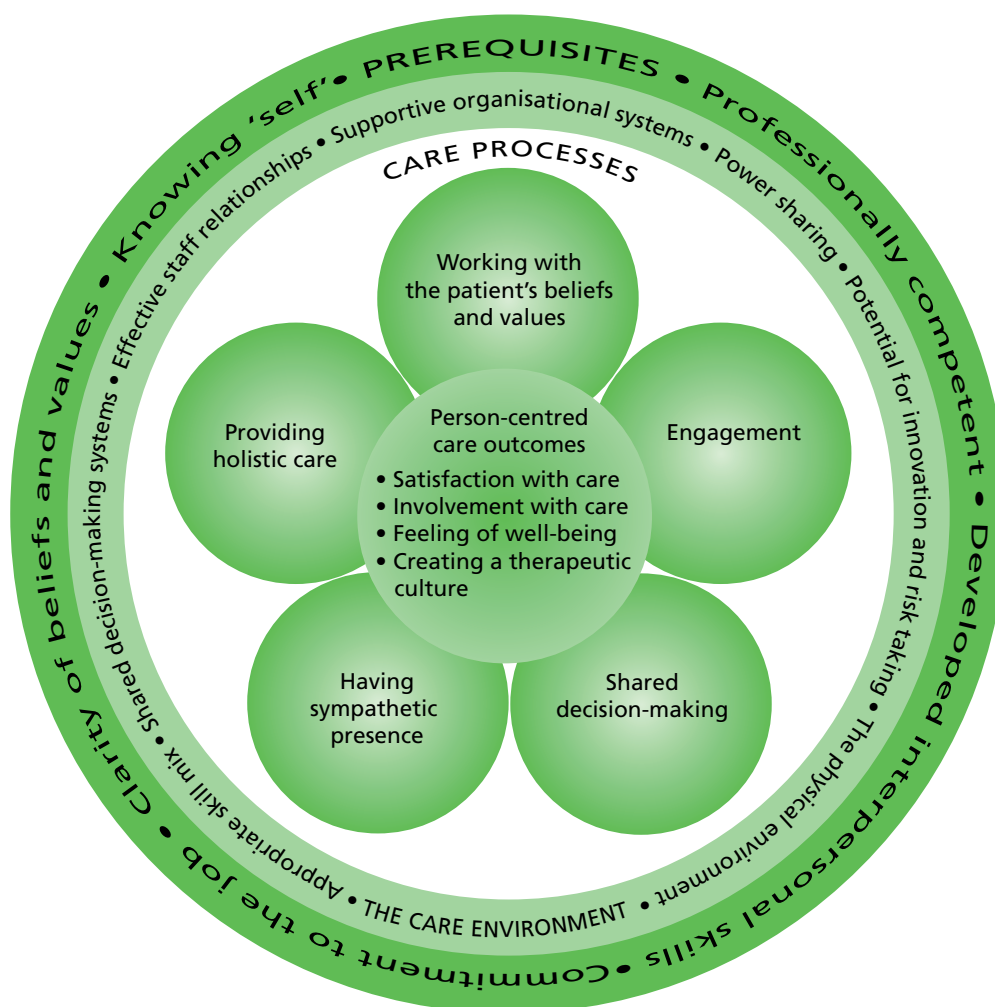 PREREQUISITES • Professionally competent • Developed interpersonal skills • Commitment to the job • Clarity of beliefs and values • Knowing ‘self’ •
THE CARE ENVIRONMENT • Appropriate skill mix • Shared decision-making systems • Effective staff relationships • Supportive organisational systems • Power sharing • Potential for innovation and risk taking • The physical environment •
CARE PROCESSES
Working with
the patient’s beliefs
and values
Providing
holistic care
Engagement
Person-centred
care outcomes
• Satisfaction with care
• Involvement with care
• Feeling of well-being
• Creating a therapeutic
culture
Having
sympathetic
presence
Shared
decision-making